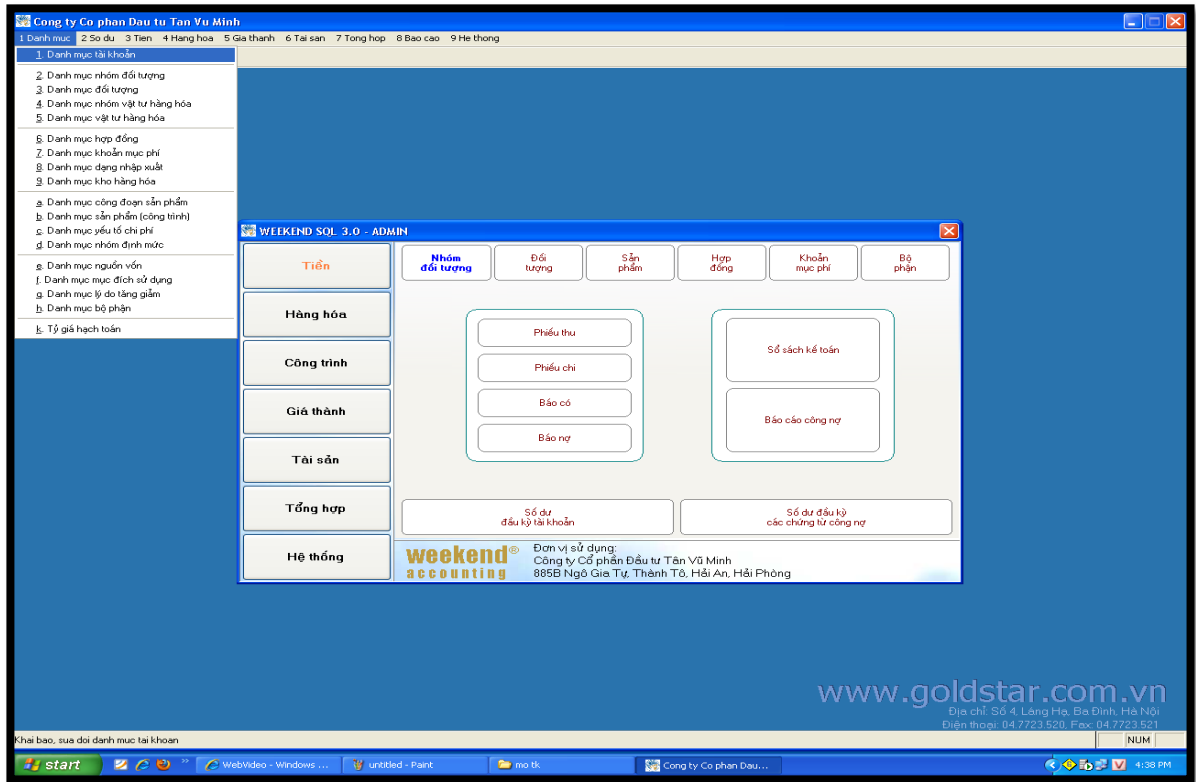 Cong ty Co phan Dau tu Tan Vu Minh
1 Danh muc 2 So du 3 Tien 4 Hang hoa 5 Gia thanh 6 Tai san 7 Tong hop 8 Bao cao 9 He thong
1. Danh mục tài khoản
2. Danh mục nhóm đối tượng
3. Danh mục đối tượng
4. Danh mục nhóm vật tư hàng hóa
5. Danh mục vật tư hàng hóa
6. Danh mục hợp đồng
7. Danh mục khoản mục phí
8. Danh mục dạng nhập xuất
9. Danh mục kho hàng hóa
a. Danh mục công đoạn sản phẩm
b. Danh mục sản phẩm (công trình)
c. Danh mục yếu tố chi phí
d. Danh mục nhóm định mức
e. Danh mục nguồn vốn
f. Danh mục mục đích sử dụng
g. Danh mục lý do tăng giảm
h. Danh mục bộ phận
k. Tỷ giá hạch toán
WEEKEND SQL 3.0 - ADMIN
Tiền
Hàng hóa
Công trình
Giá thành
Tài sản
Tổng hợp
Hệ thống
Nhóm
đối tượng
Đối
tượng
Sản
phẩm
Hợp
đồng
Khoản
mục phí
Bộ
phận
Phiếu thu
Phiếu chi
Báo có
Báo nợ
Sổ sách kế toán
Báo cáo công nợ
Số dư
đầu kỳ tài khoản
Số dư đầu kỳ
các chứng từ công nợ
weekend®
accounting
Đơn vị sử dụng:
Công ty Cổ phần Đầu tư Tân Vũ Minh
885B Ngô Gia Tự, Thành Tô, Hải An, Hải Phòng
www.goldstar.com.vn
Địa chỉ: Số 4, Láng Hạ, Ba Đình, Hà Nội
Điện thoại: 04.7723.520, Fax: 04.7723.521
Khai bao, sua doi danh muc tai khoan
NUM
start
WebVideo - Windows ...
untitled - Paint
mo tk
Cong ty Co phan Dau...
V
4:38 PM